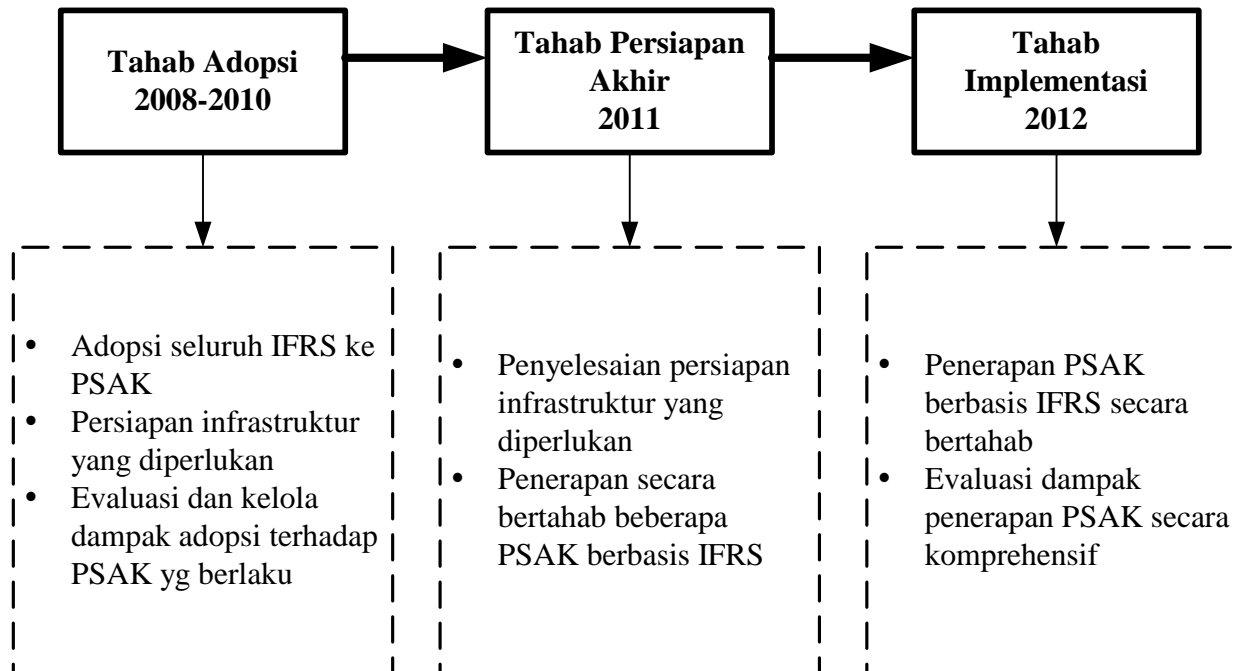 Tahab Adopsi
2008-2010
Tahab Persiapan
Akhir
2011
Tahab
Implementasi
2012
• Adopsi seluruh IFRS ke
PSAK
• Persiapan infrastruktur
yang diperlukan
• Evaluasi dan kelola
dampak adopsi terhadap
PSAK yg berlaku
• Penyelesaian persiapan
infrastruktur yang
diperlukan
• Penerapan secara
bertahab beberapa
PSAK berbasis IFRS
• Penerapan PSAK
berbasis IFRS secara
bertahab
• Evaluasi dampak
penerapan PSAK secara
komprehensif